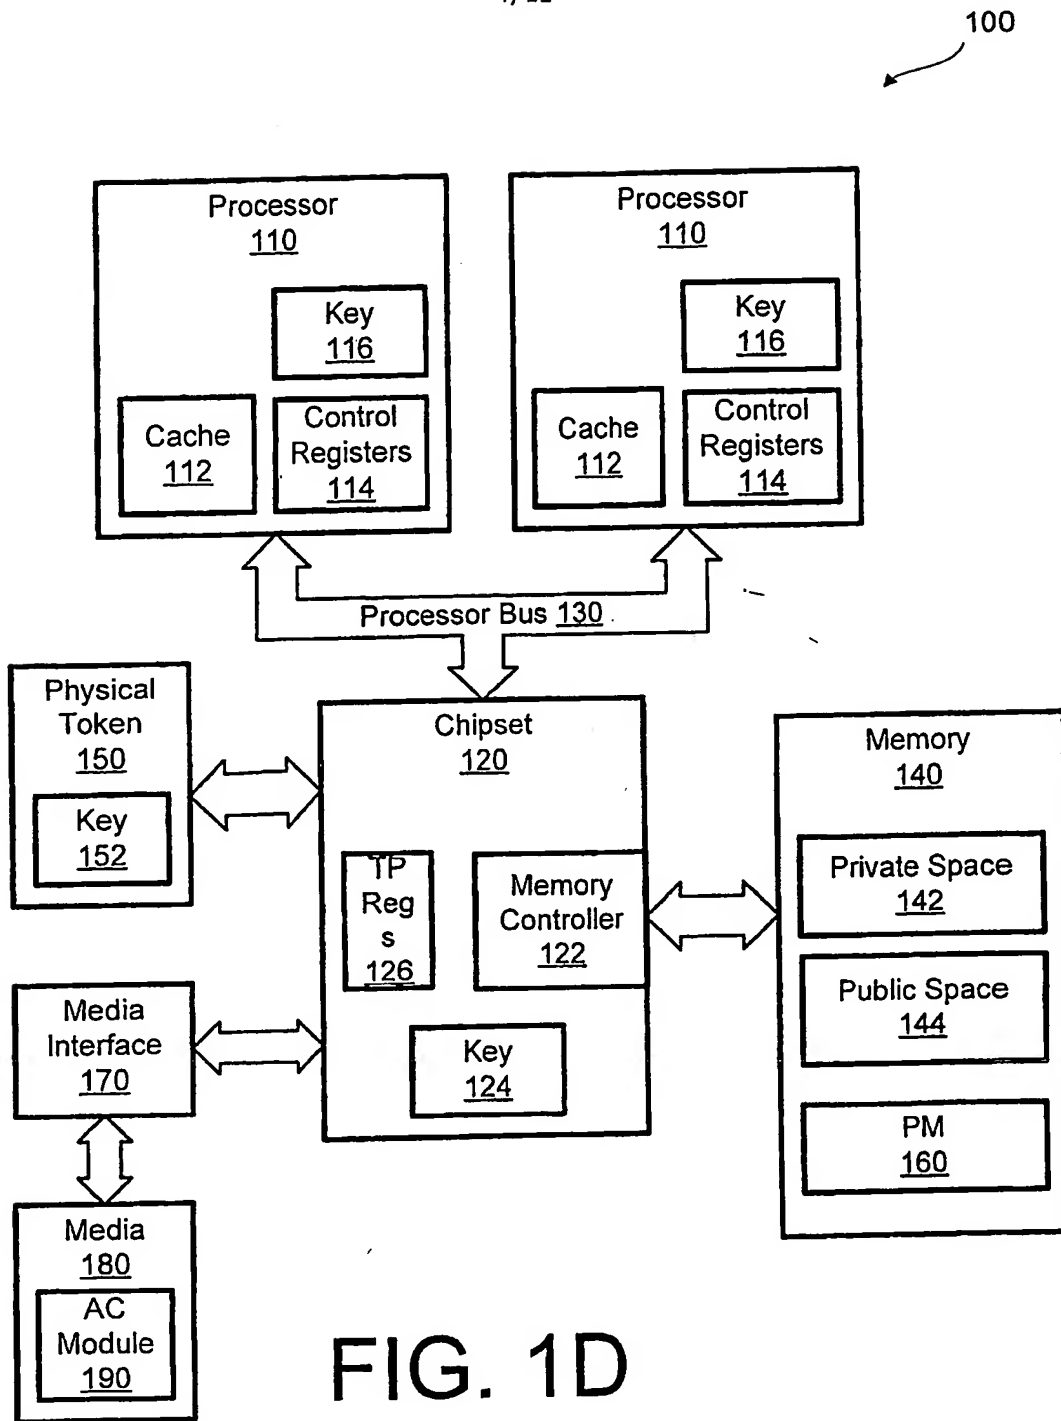 100
Processor
110
Key
116
Cache
112
Control
Registers
114
Processor
110
Key
116
Cache
112
Control
Registers
114
Processor Bus 130
Physical
Token
150
Key
152
Chipset
120
TP
Reg
s
126
Memory
Controller
122
Key
124
Memory
140
Private Space
142
Public Space
144
PM
160
Media
Interface
170
Media
180
AC
Module
190
FIG. 1D